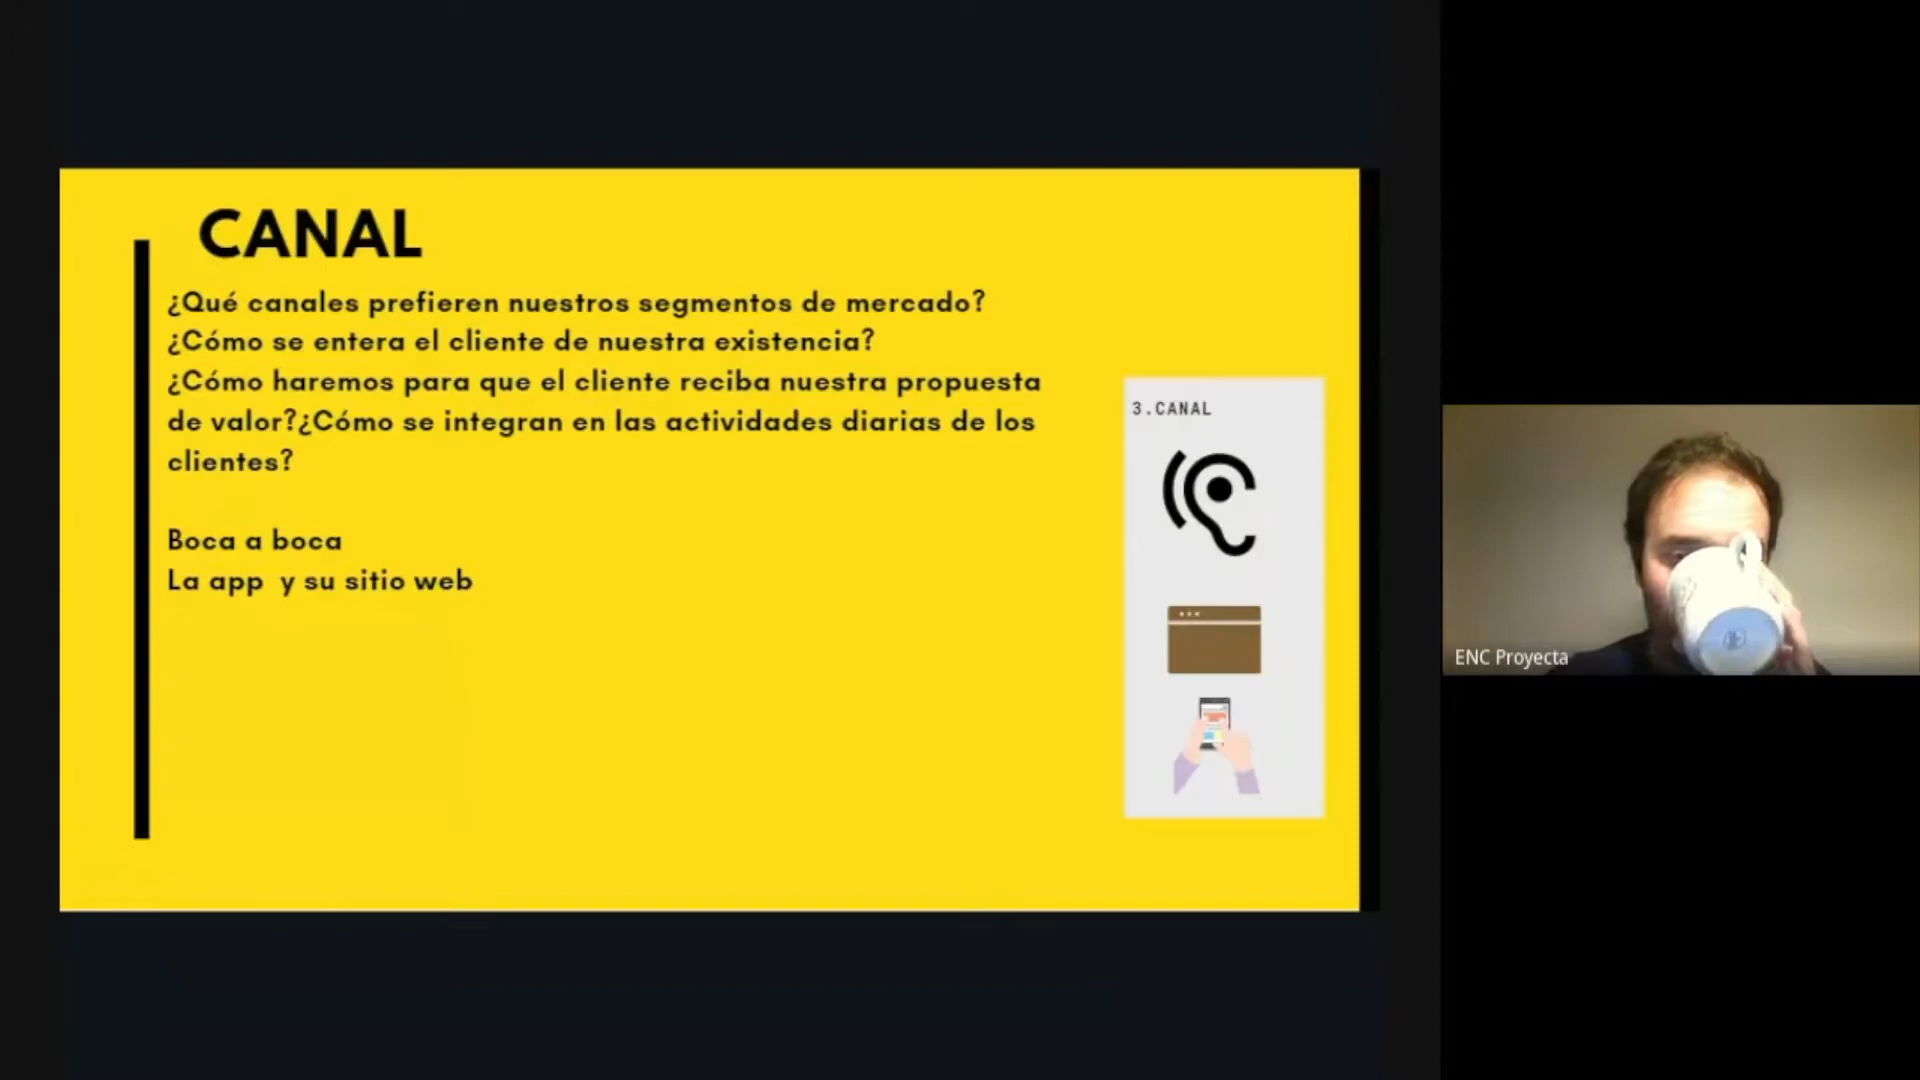 CANAL
¿Qué canales prefieren nuestros segmentos de mercado?
¿Cómo se entera el cliente de nuestra existencia?
¿Cómo haremos para que el cliente reciba nuestra propuesta
de valor?¿Cómo se integran en las actividades diarias de los
clientes?
Boca a boca
La app y su sitio web
3.CANAL
ENC Proyecta